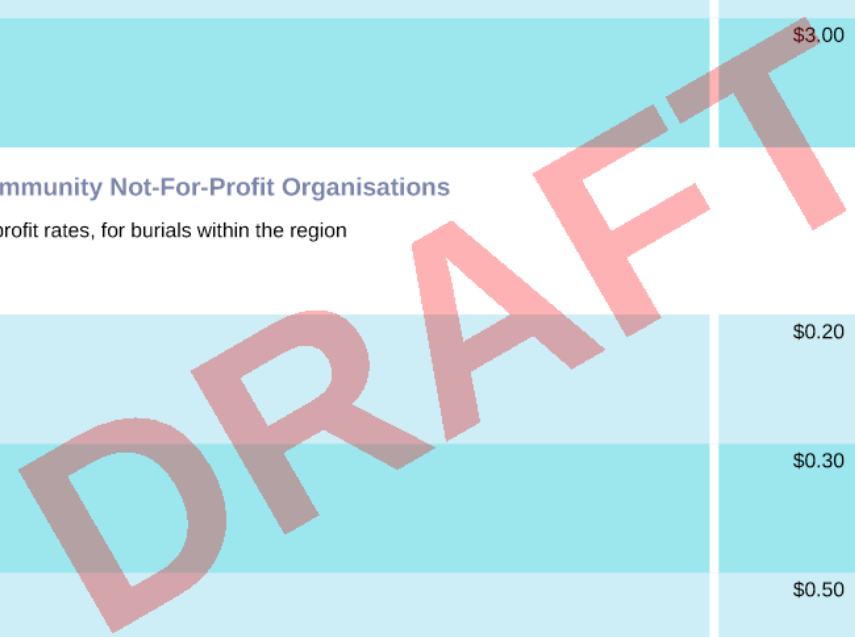 $3.00
mmunity Not-For-Profit Organisations
profit rates, for burials within the region
$0.20
$0.30
$0.50
DRAFT